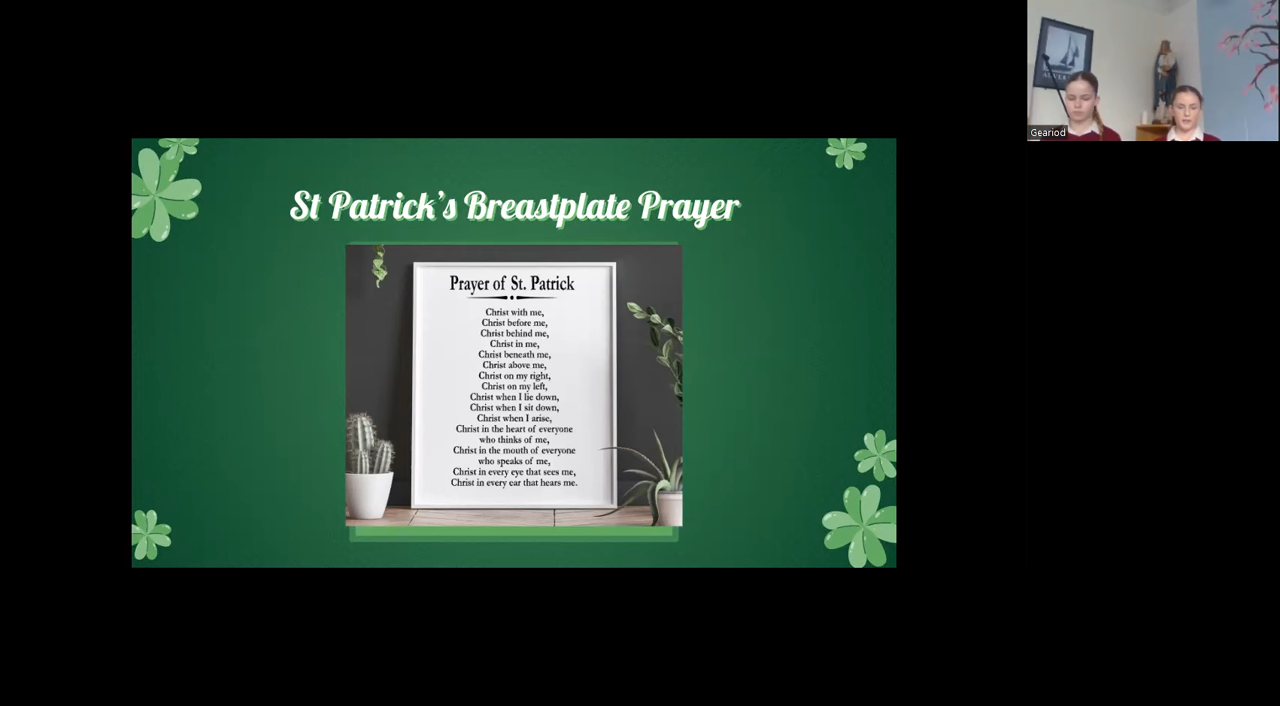 St Patrick's Breastplate Prayer
Prayer of St. Patrick
Christ with me,
Christ before me,
Christ behind me,
Christ in me,
Christ beneath me,
Christ above me,
Christ on my right,
Christ on my left,
Christ when I lie down,
Christ when I sit down,
Christ when I arise,
Christ in the heart of everyone
who thinks of me,
Christ in the mouth of everyone
who speaks of me,
Christ in every eye that sees me,
Christ in every ear that hears me.
Geariod